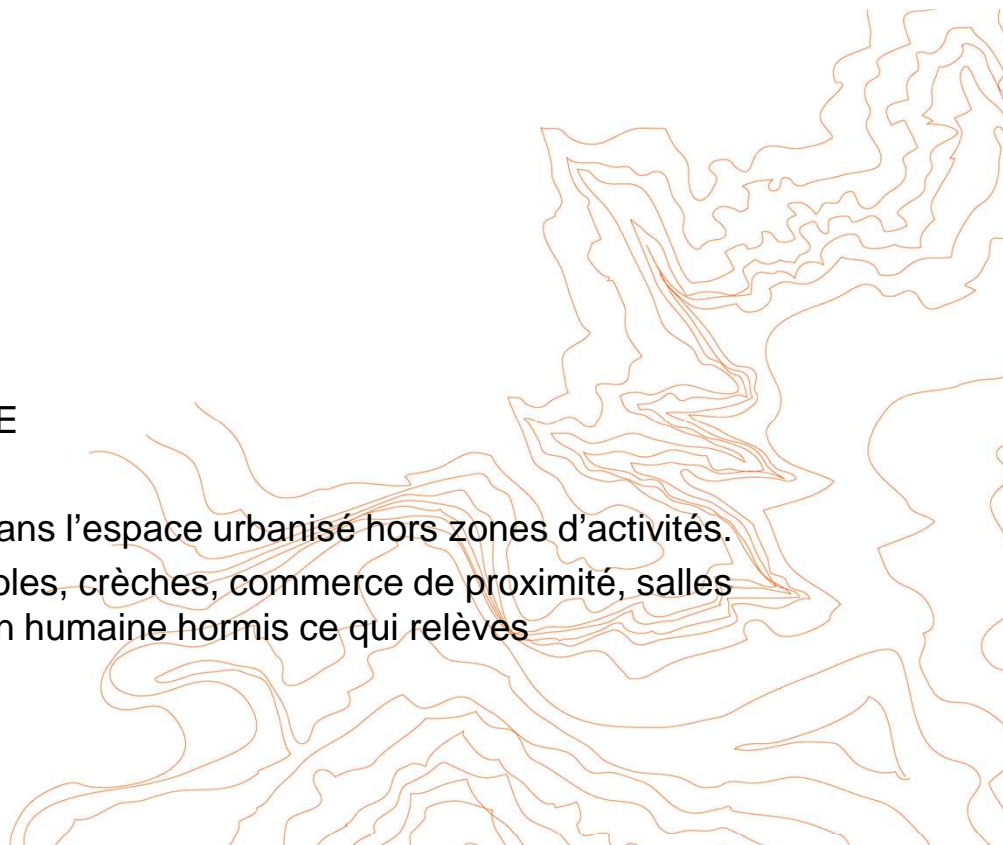 E
ans l’espace urbanisé hors zones d’activités.
oles, crèches, commerce de proximité, salles
n humaine hormis ce qui relèves